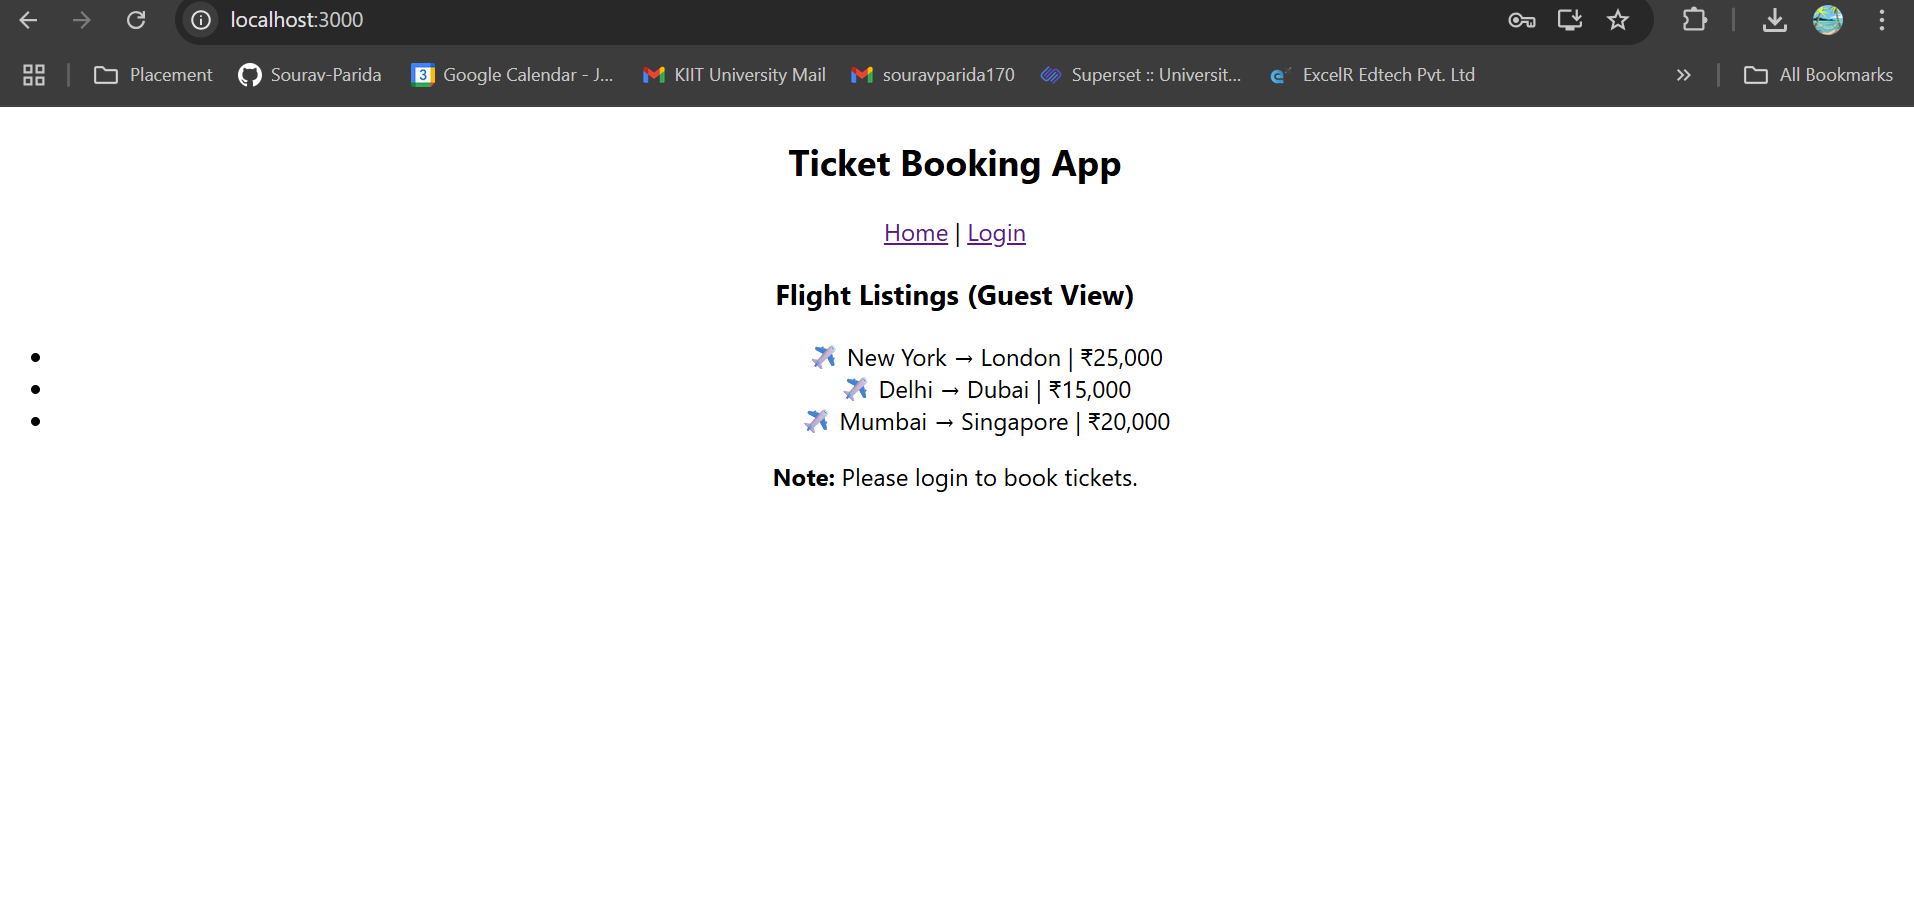 localhost:3000
Placement Sourav-Parida 3 Google Calendar - J... KIIT University Mail souravparida170 Superset :: Universit... ExcelR Edtech Pvt. Ltd » All Bookmarks
Ticket Booking App
Home | Login
Flight Listings (Guest View)
• ✈️ New York → London | ₹25,000
• ✈️ Delhi → Dubai | ₹15,000
• ✈️ Mumbai → Singapore | ₹20,000
Note: Please login to book tickets.